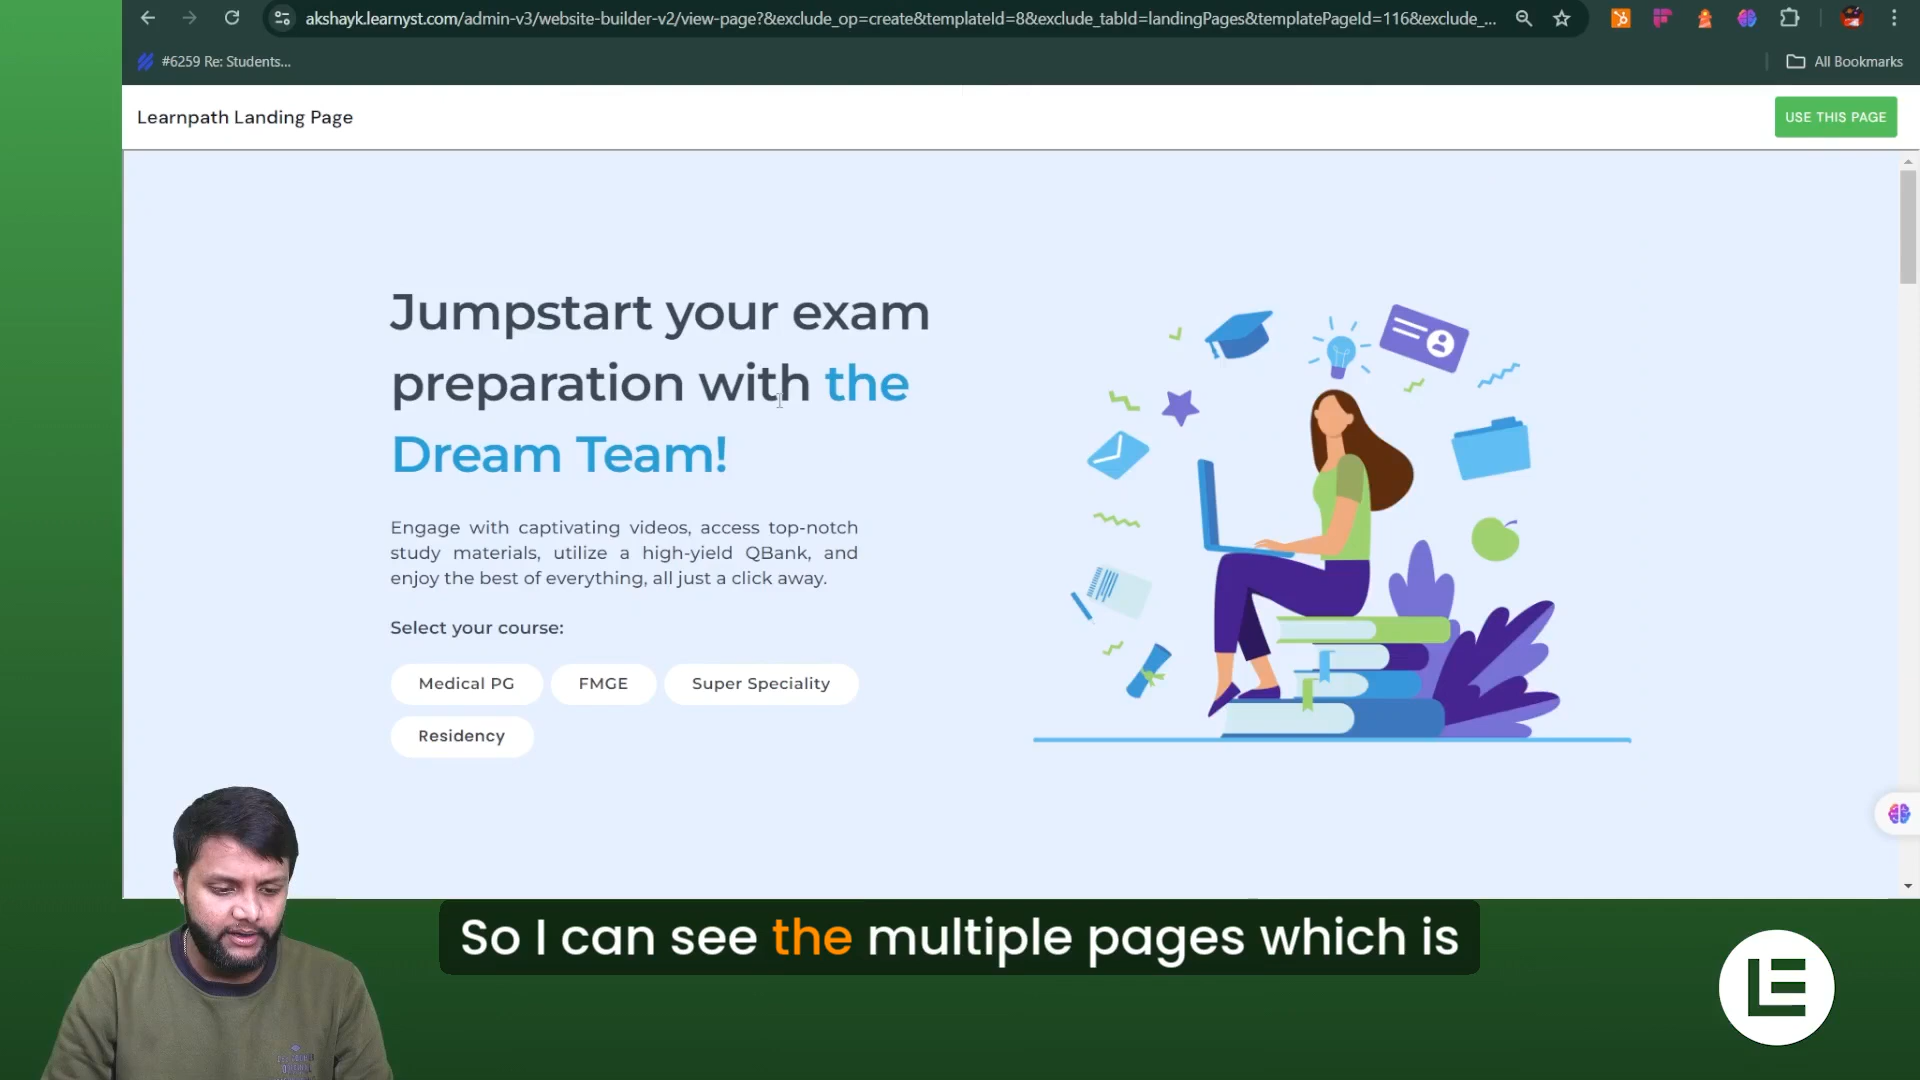 akshayk.learnyst.com/admin-v3/website-builder-v2/view-page?&exclude_op=create&templateId=8&exclude_tabId=landingPages&templatePageId=116&exclude_...
#6259 Re: Students...
All Bookmarks
Learnpath Landing Page
USE THIS PAGE
Jumpstart your exam
preparation with the
Dream Team!
Engage with captivating videos, access top-notch
study materials, utilize a high-yield QBank, and
enjoy the best of everything, all just a click away.
Select your course:
Medical PG
FMGE
Super Speciality
Residency
So I can see the multiple pages which is
LE